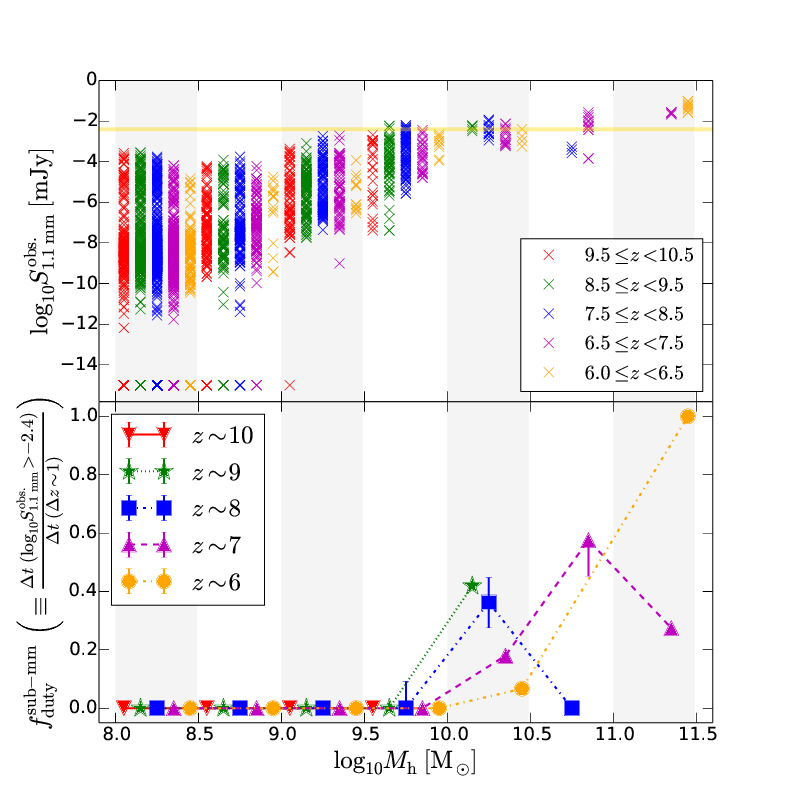 0
−2
−4
−6
−8
−10
−12
−14
log₁₀S^obs._1.1 mm [mJy]
9.5≤z<10.5
8.5≤z<9.5
7.5≤z<8.5
6.5≤z<7.5
6.0≤z<6.5
1.0
0.8
0.6
0.4
0.2
0.0
f^sub−mm_duty (≡ Δt (log₁₀S^obs._1.1 mm>−2.4) / Δt (Δz∼1))
z∼10
z∼9
z∼8
z∼7
z∼6
8.0 8.5 9.0 9.5 10.0 10.5 11.0 11.5
log₁₀M_h [M_⊙]